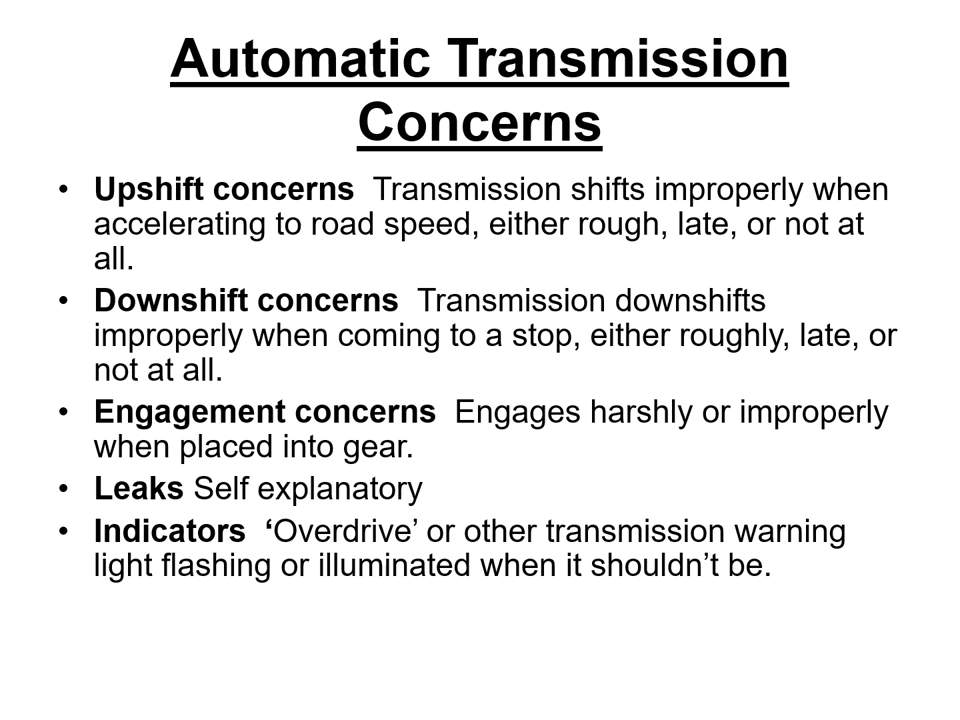 Automatic Transmission
Concerns
• Upshift concerns  Transmission shifts improperly when
accelerating to road speed, either rough, late, or not at
all.
• Downshift concerns  Transmission downshifts
improperly when coming to a stop, either roughly, late, or
not at all.
• Engagement concerns  Engages harshly or improperly
when placed into gear.
• Leaks Self explanatory
• Indicators  ‘Overdrive’ or other transmission warning
light flashing or illuminated when it shouldn’t be.